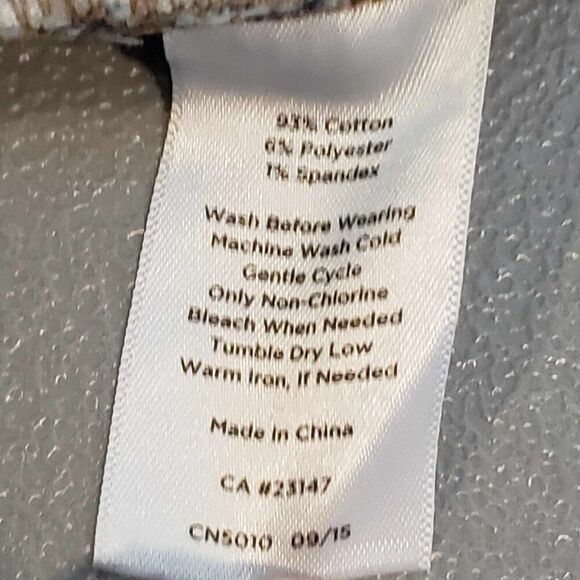 93% Cotton
6% Polyester
1% Spandex
Wash Before Wearing
Machine Wash Cold
Gentle Cycle
Only Non-Chlorine
Bleach When Needed
Tumble Dry Low
Warm Iron, If Needed
Made In China
CA #23147
CN5010 09/15